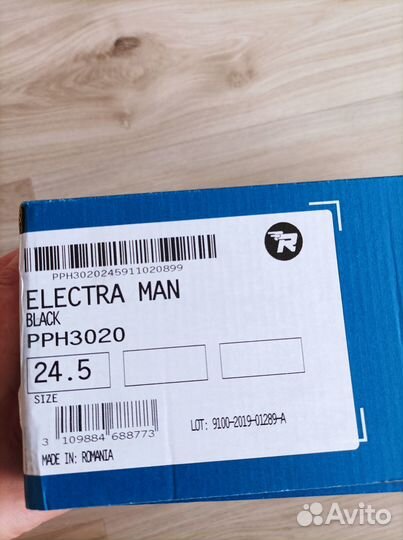 PPH3020245911020899
ELECTRA MAN
BLACK
PPH3020
24.5
SIZE
3 109884 688773
LOT: 9100-2019-01289-A
MADE IN: ROMANIA
R
Avito